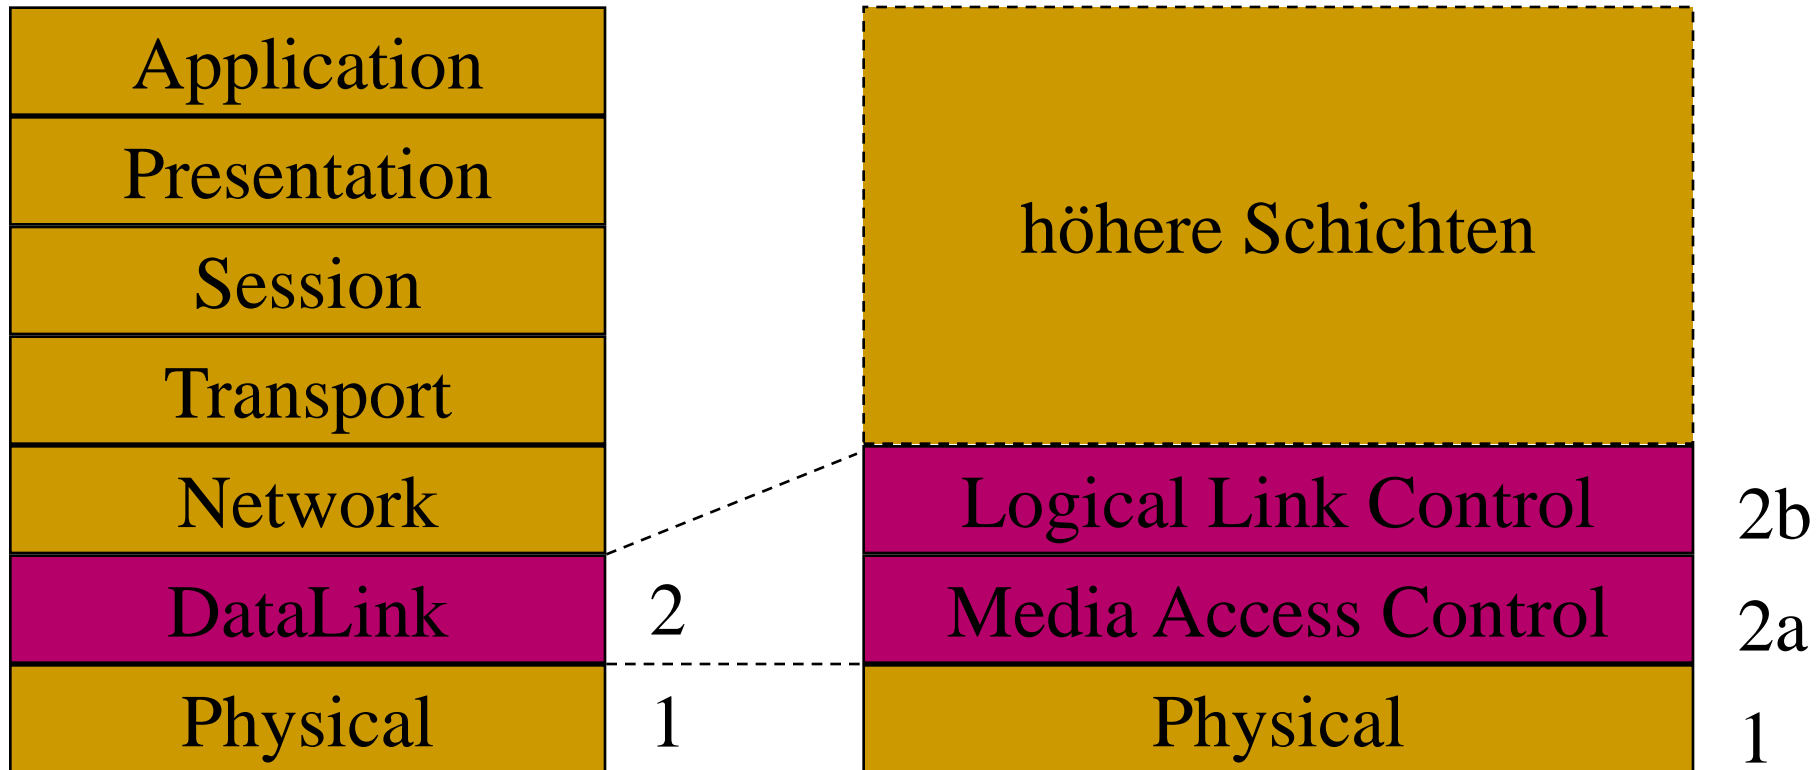 Application
Presentation
Session
Transport
Network
DataLink
2
Physical
1
höhere Schichten
Logical Link Control
2b
Media Access Control
2a
Physical
1